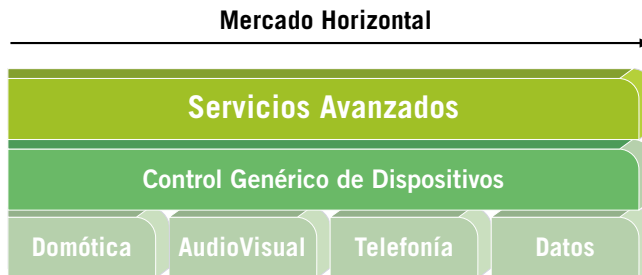 Mercado Horizontal
Servicios Avanzados
Control Genérico de Dispositivos
Domótica AudioVisual Telefonía Datos